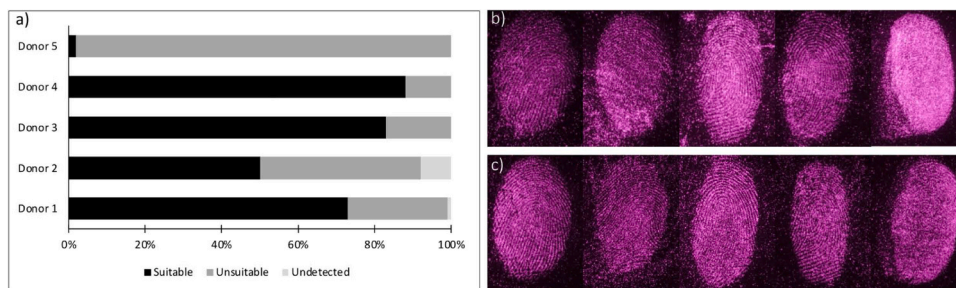 a)
Donor 5
Donor 4
Donor 3
Donor 2
Donor 1
0% 20% 40% 60% 80% 100%
Suitable Unsuitable Undetected
b)
c)